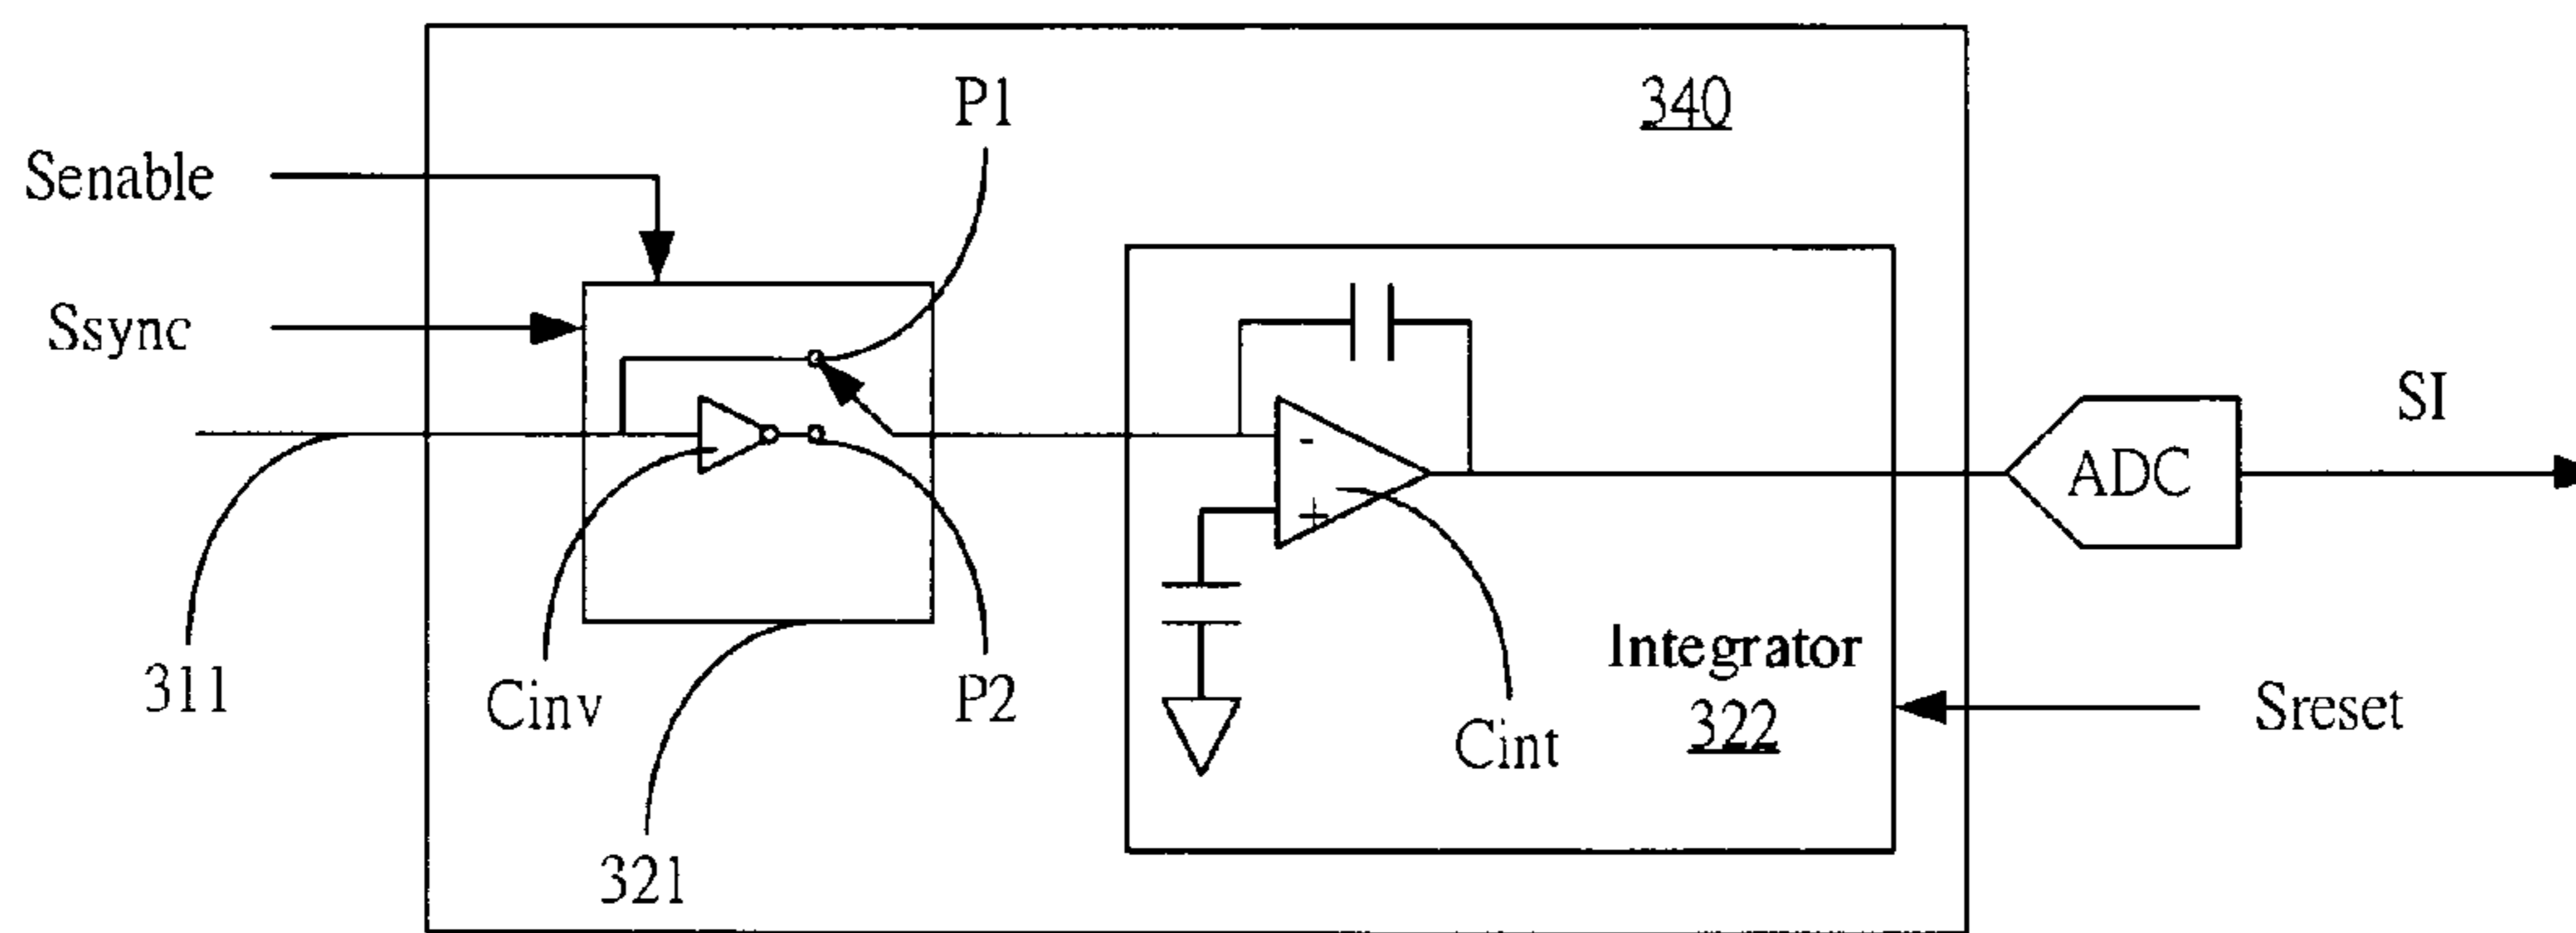 P1
340
Senable
Ssync
SI
-
ADC
+
311
Cinv
P2
Integrator
322
Cint
Sreset
321